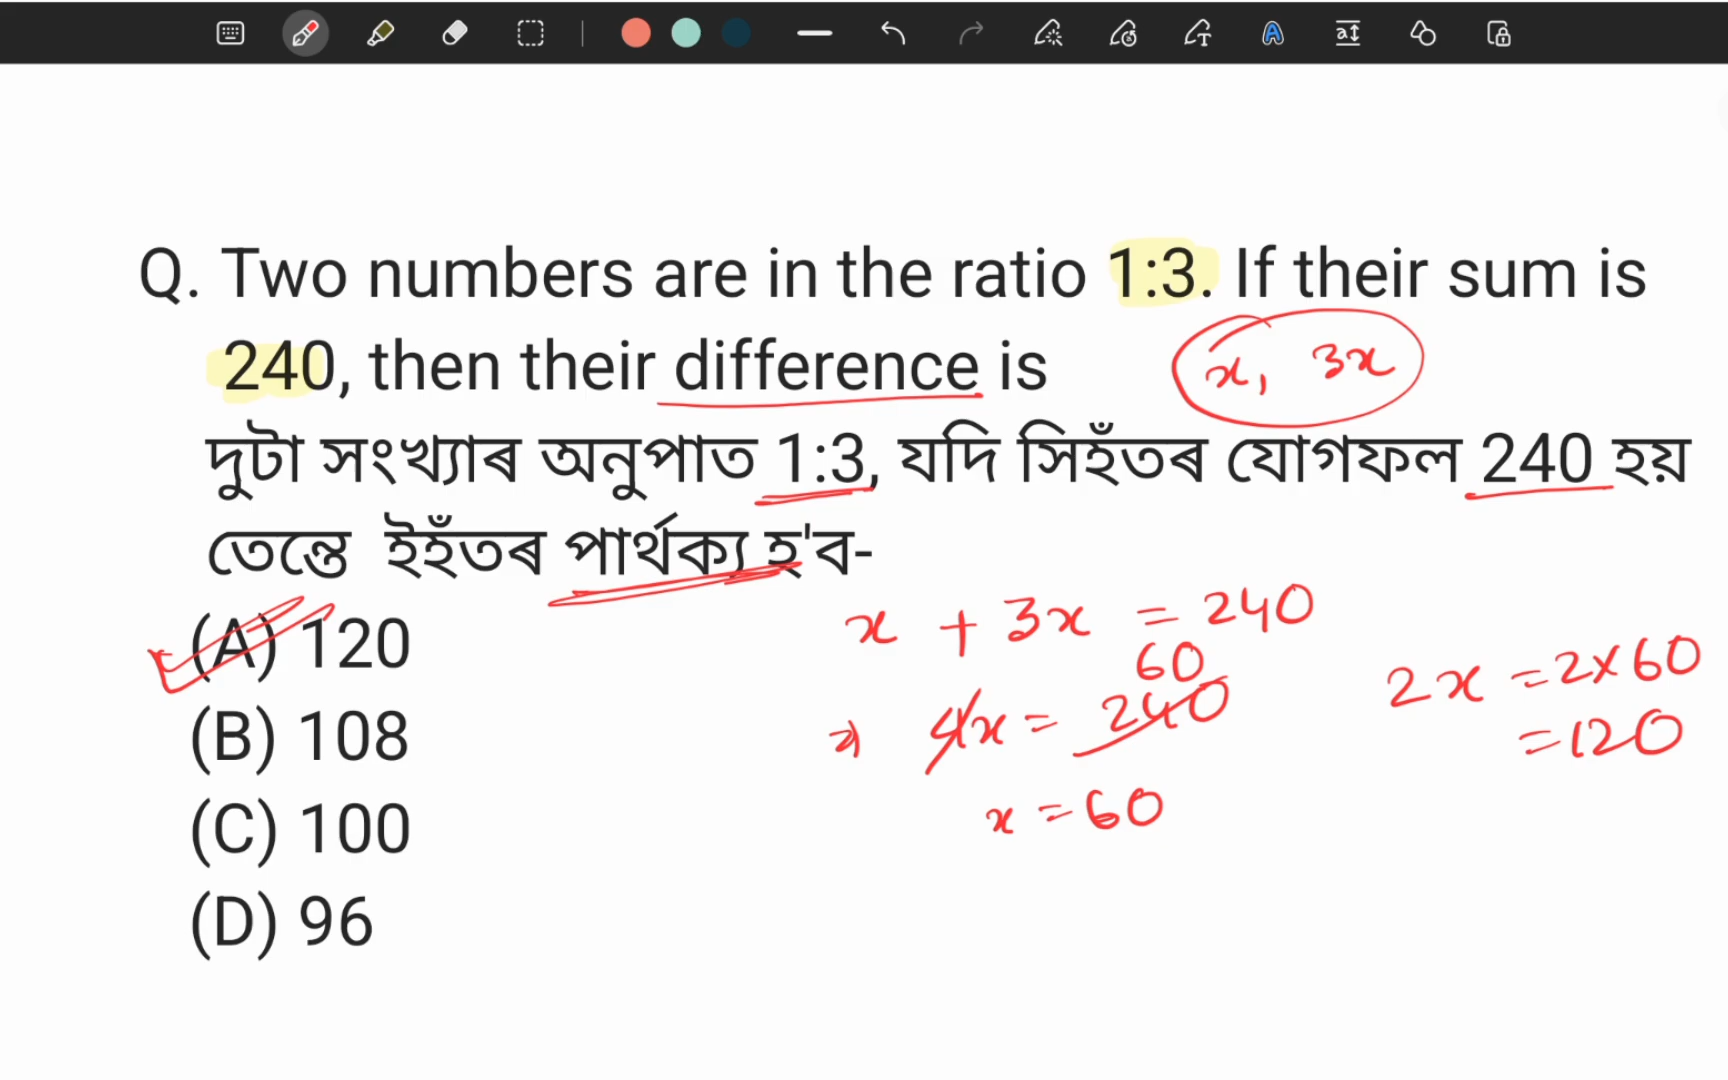 Q. Two numbers are in the ratio 1:3. If their sum is
240, then their difference is
x, 3x
দুটা সংখ্যাৰ অনুপাত 1:3, যদি সিহঁতৰ যোগফল 240 হয়
তেন্তে ইহঁতৰ পাৰ্থক্য হ'ব-
(A) 120
(B) 108
(C) 100
(D) 96
x + 3x = 240
60
⇒ 4x = 240
x = 60
2x = 2x60
= 120